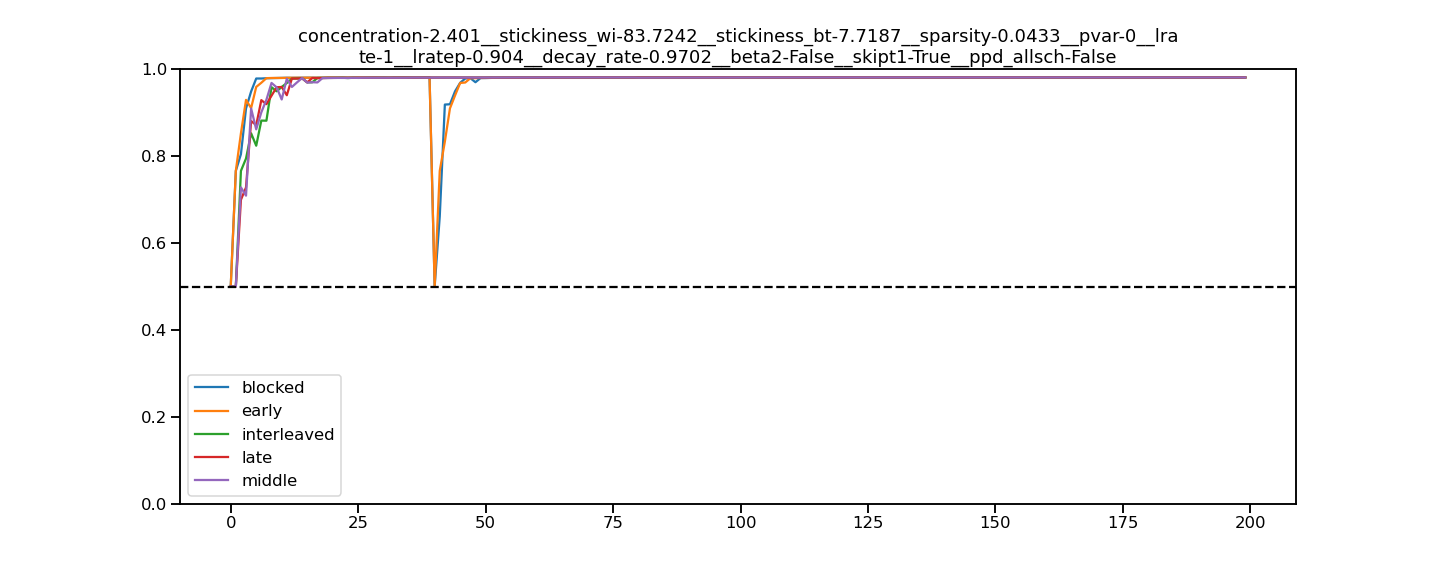 concentration-2.401__stickiness_wi-83.7242__stickiness_bt-7.7187__sparsity-0.0433__pvar-0__lra
te-1__lratep-0.904__decay_rate-0.9702__beta2-False__skipt1-True__ppd_allsch-False
1.0
0.8
0.6
0.4
0.2
0.0
blocked
early
interleaved
late
middle
0 25 50 75 100 125 150 175 200